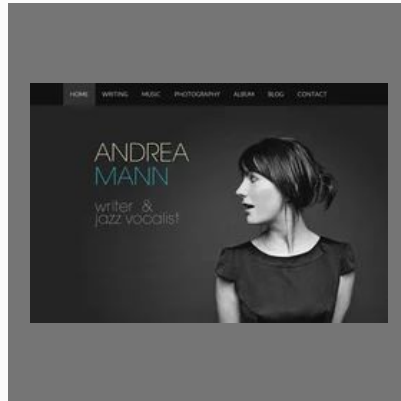 HOME WRITING MUSIC PHOTOGRAPHY ALBUM BLOG CONTACT
ANDREA
MANN
writer &
jazz vocalist